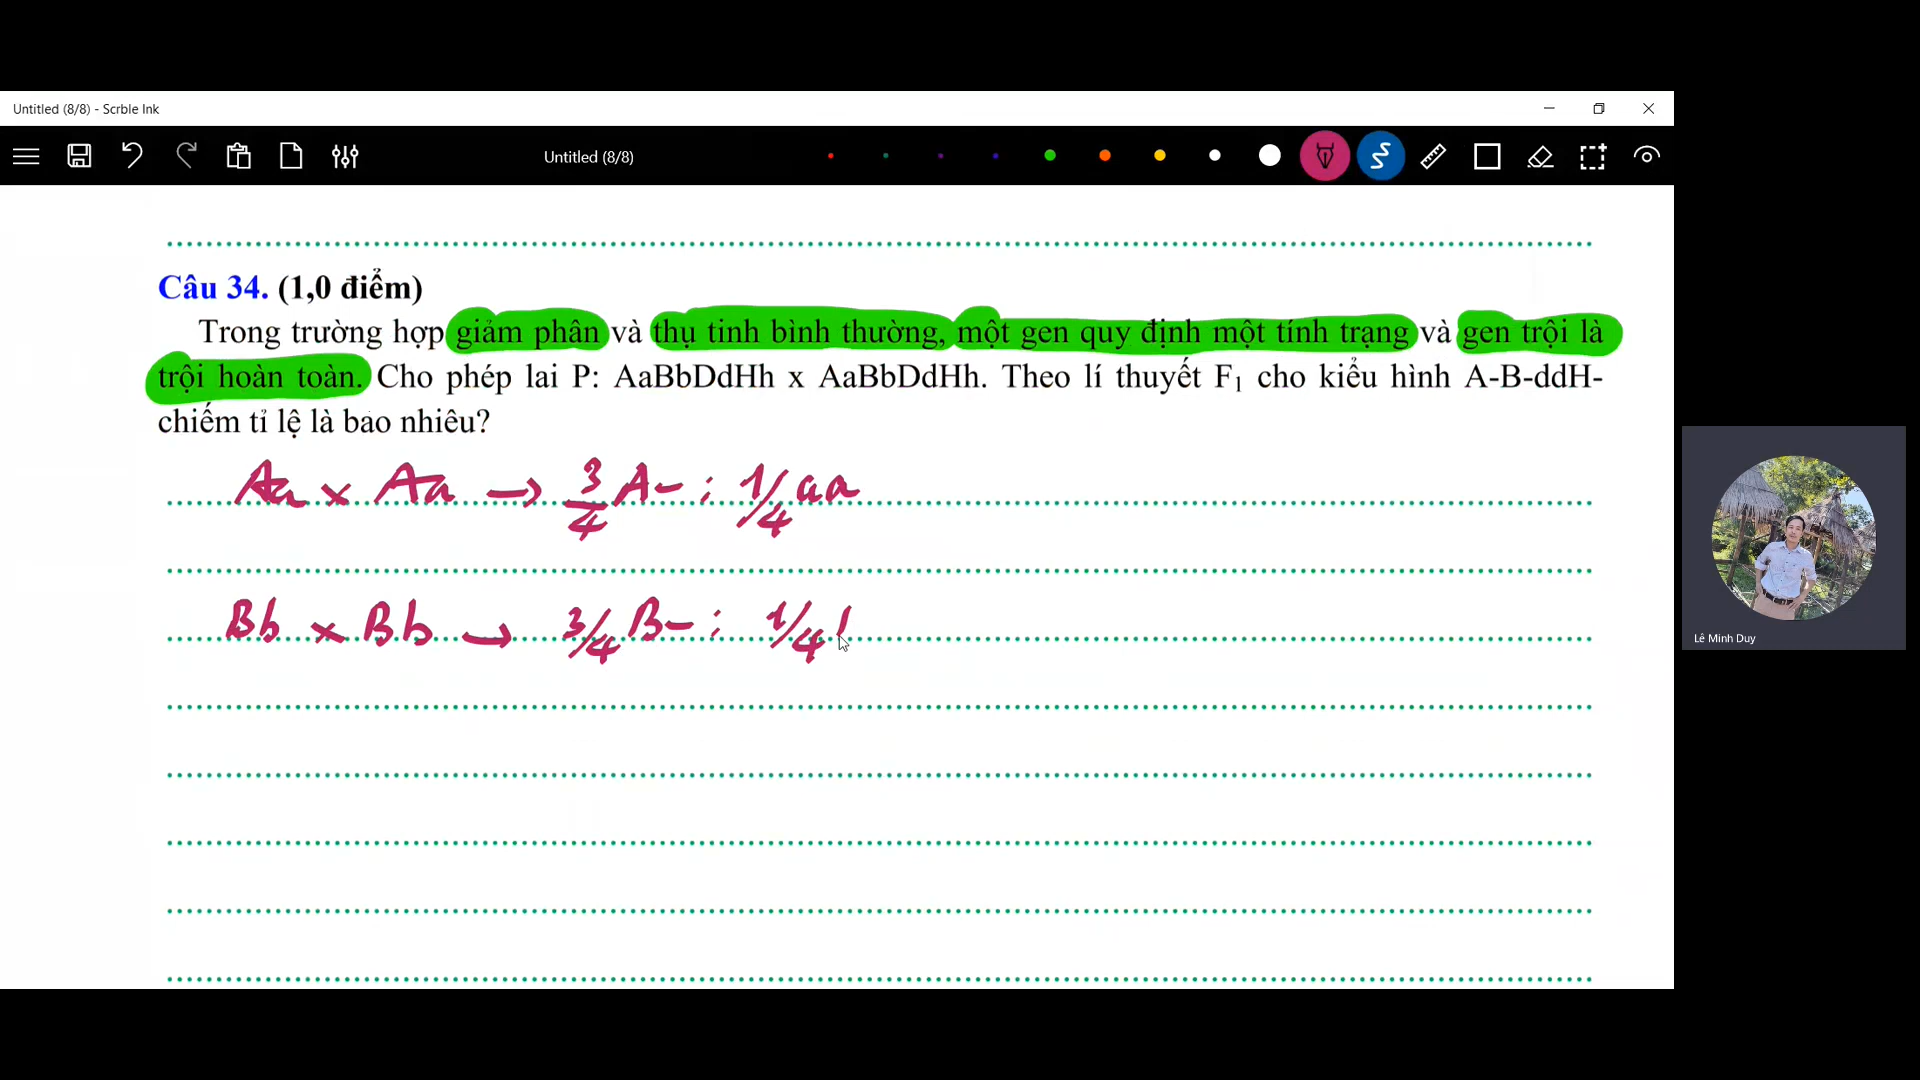 Untitled (8/8) - Scrble Ink
Untitled (8/8)
Câu 34. (1,0 điểm)
Trong trường hợp giảm phân và thụ tinh bình thường, một gen quy định một tính trạng và gen trội là
trội hoàn toàn. Cho phép lai P: AaBbDdHh x AaBbDdHh. Theo lí thuyết F1 cho kiểu hình A-B-ddH-
chiếm tỉ lệ là bao nhiêu?
Aa x Aa → 3/4 A- : 1/4 aa
Bb x Bb → 3/4 B- : 1/4
Lê Minh Duy